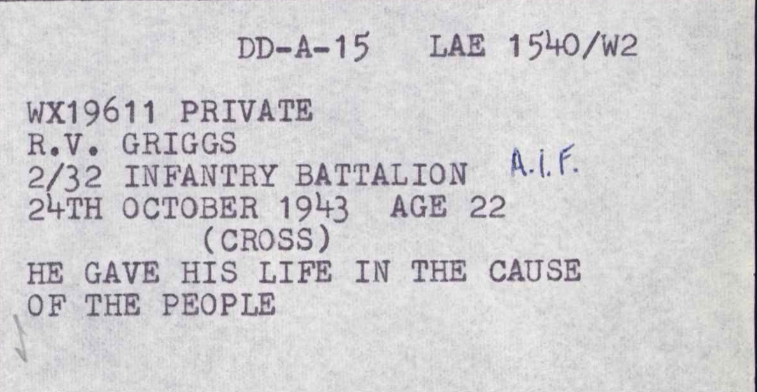 DD-A-15 LAE 1540/W2
WX19611 PRIVATE
R.V. GRIGGS
2/32 INFANTRY BATTALION A.I.F.
24TH OCTOBER 1943 AGE 22
(CROSS)
HE GAVE HIS LIFE IN THE CAUSE
OF THE PEOPLE